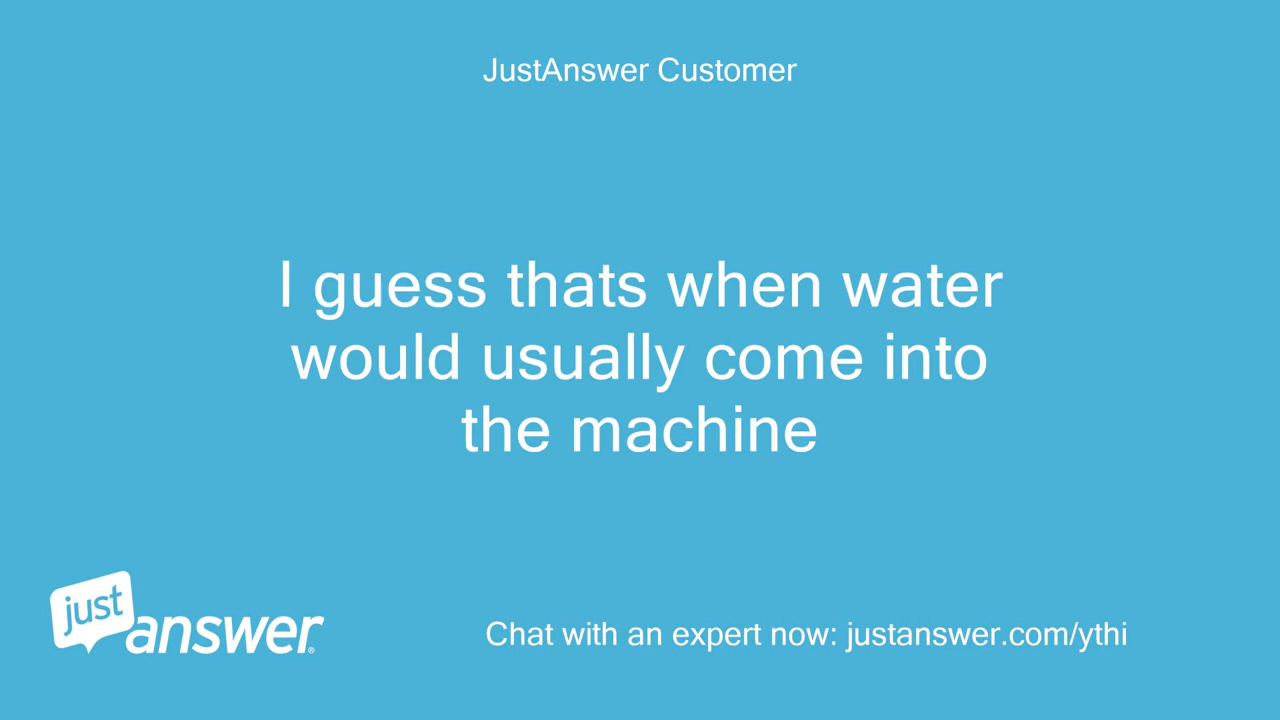 JustAnswer Customer
I guess thats when water
would usually come into
the machine
just
answer®
Chat with an expert now: justanswer.com/ythi